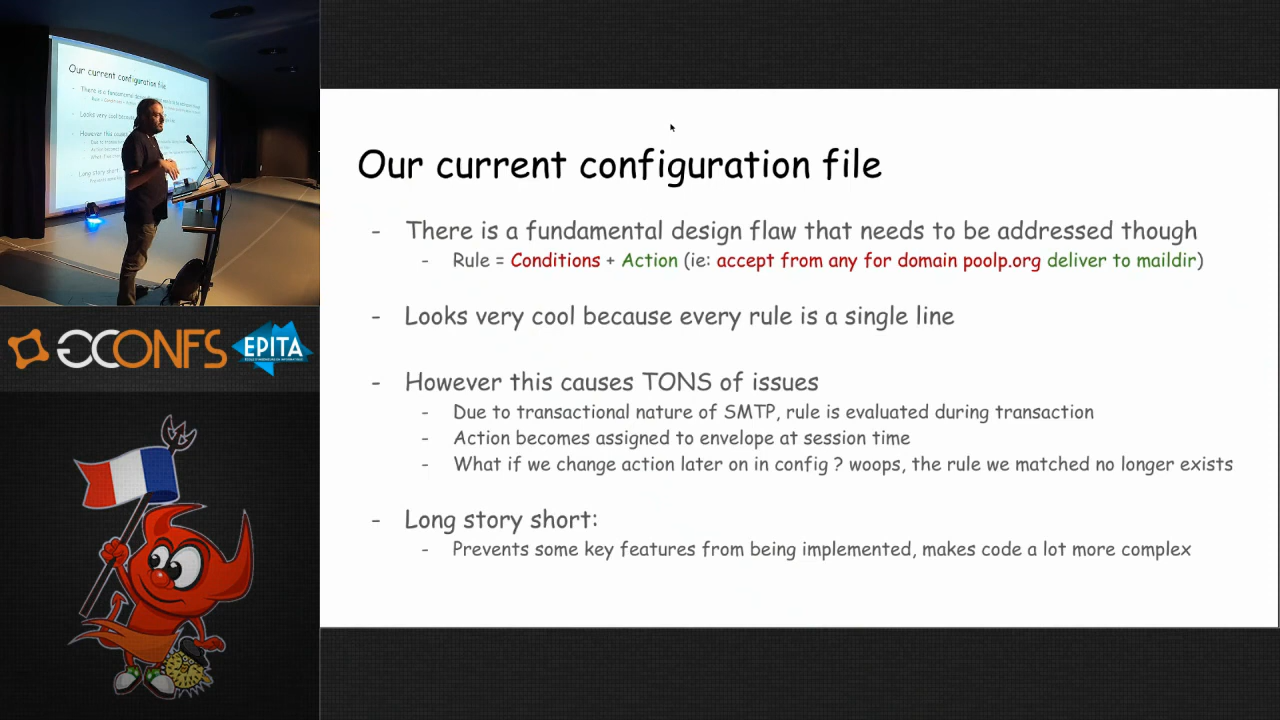 Our current configuration file
- There is a fundamental design flaw that needs to be addressed though
- Rule = Conditions + Action (ie: accept from any for domain poolp.org deliver to maildir)
- Looks very cool because every rule is a single line
- However this causes TONS of issues
- Due to transactional nature of SMTP, rule is evaluated during transaction
- Action becomes assigned to envelope at session time
- What if we change action later on in config ? woops, the rule we matched no longer exists
- Long story short:
- Prevents some key features from being implemented, makes code a lot more complex
Our current configuration file
GCONFS
EPITA